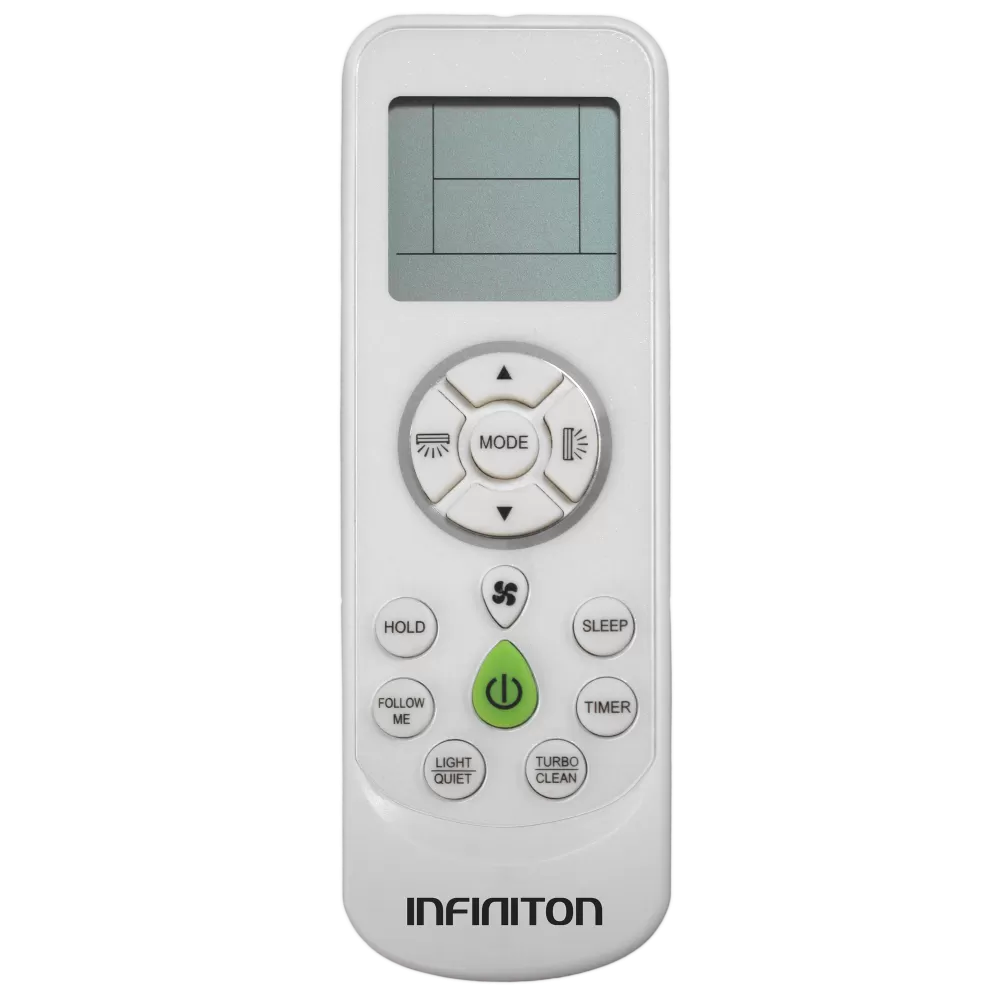 MODE
HOLD
SLEEP
FOLLOW
ME
TIMER
LIGHT
QUIET
TURBO
CLEAN
INFINITON